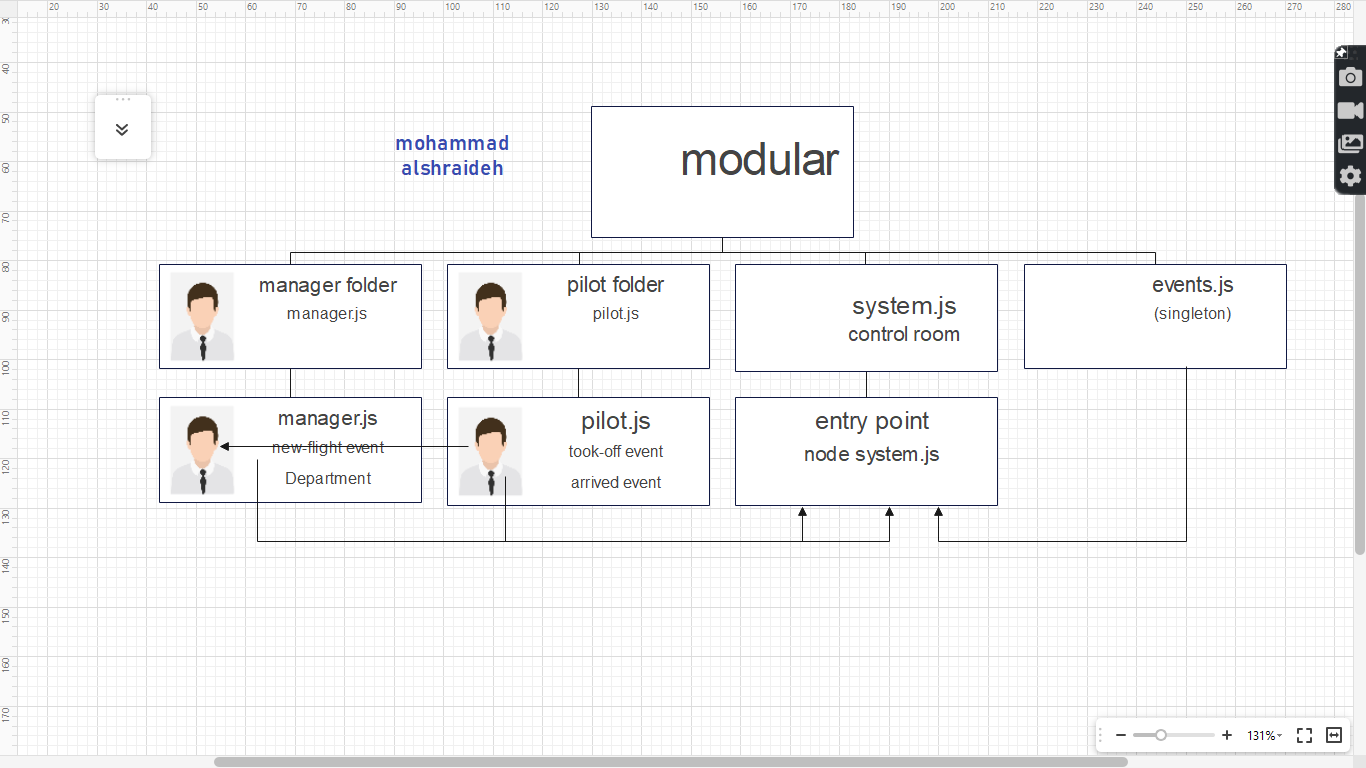 20 30 40 50 60 70 80 90 100 110 120 130 140 150 160 170 180 190 200 210 220 230 240 250 260 270 280
30
40
50
60
70
80
90
100
110
120
130
140
150
160
170
mohammad
alshraideh
modular
manager folder
manager.js
pilot folder
pilot.js
system.js
control room
events.js
(singleton)
manager.js
new-flight event
Department
pilot.js
took-off event
arrived event
entry point
node system.js
131%